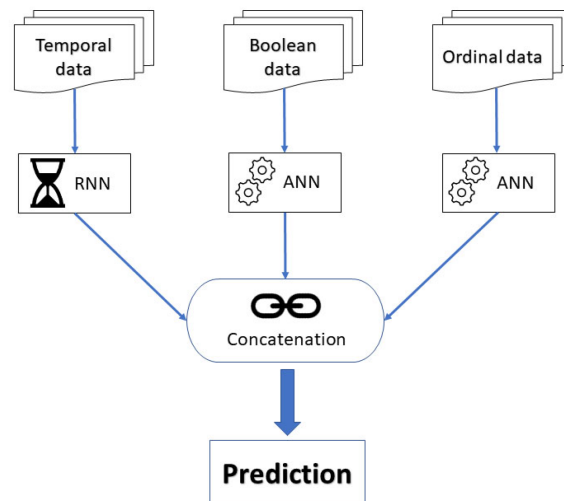 Temporal
data
Boolean
data
Ordinal data
RNN
ANN
ANN
Concatenation
Prediction